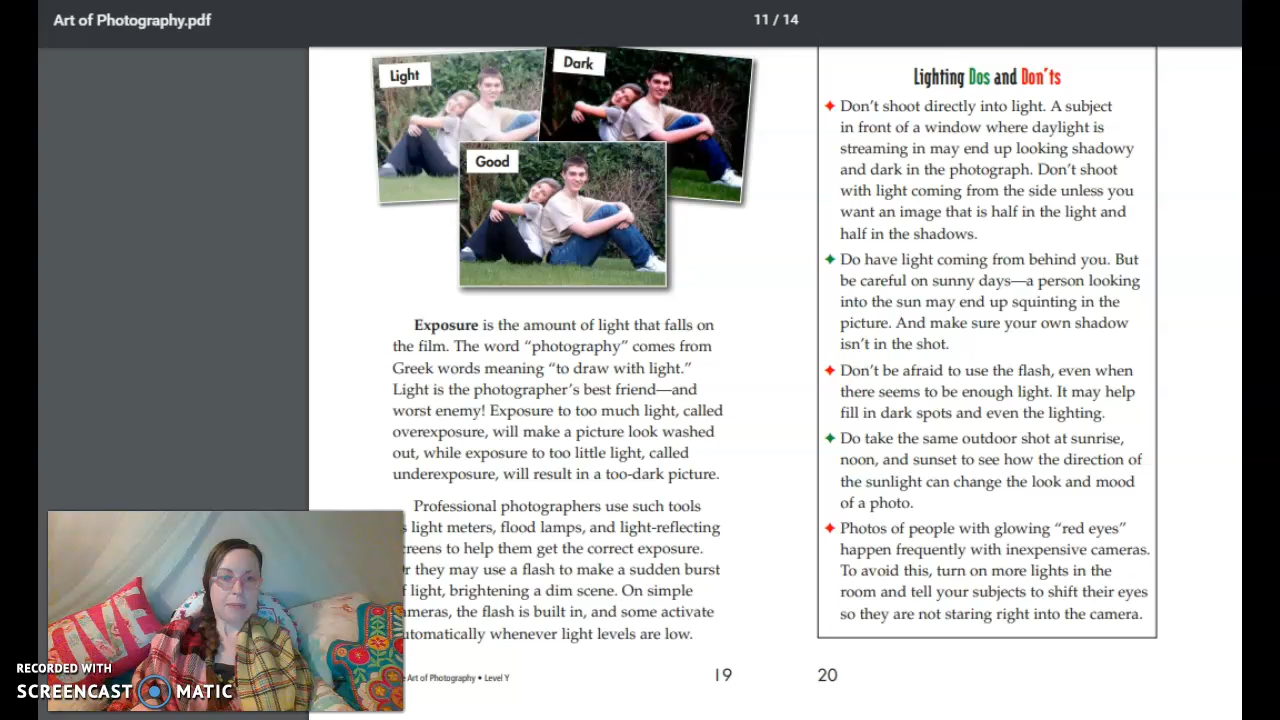 Art of Photography.pdf
11 / 14
Light
Dark
Good
Exposure is the amount of light that falls on
the film. The word “photography” comes from
Greek words meaning “to draw with light.”
Light is the photographer’s best friend—and
worst enemy! Exposure to too much light, called
overexposure, will make a picture look washed
out, while exposure to too little light, called
underexposure, will result in a too-dark picture.
Professional photographers use such tools
light meters, flood lamps, and light-reflecting
to help them get the correct exposure.
they may use a flash to make a sudden burst
light, brightening a dim scene. On simple
the flash is built in, and some activate
whenever light levels are low.
Art of Photography • Level Y
19
Lighting Dos and Don’ts
Don’t shoot directly into light. A subject
in front of a window where daylight is
streaming in may end up looking shadowy
and dark in the photograph. Don’t shoot
with light coming from the side unless you
want an image that is half in the light and
half in the shadows.
Do have light coming from behind you. But
be careful on sunny days—a person looking
into the sun may end up squinting in the
picture. And make sure your own shadow
isn’t in the shot.
Don’t be afraid to use the flash, even when
there seems to be enough light. It may help
fill in dark spots and even the lighting.
Do take the same outdoor shot at sunrise,
noon, and sunset to see how the direction of
the sunlight can change the look and mood
of a photo.
Photos of people with glowing “red eyes”
happen frequently with inexpensive cameras.
To avoid this, turn on more lights in the
room and tell your subjects to shift their eyes
so they are not staring right into the camera.
20
RECORDED WITH
SCREENCAST MATIC